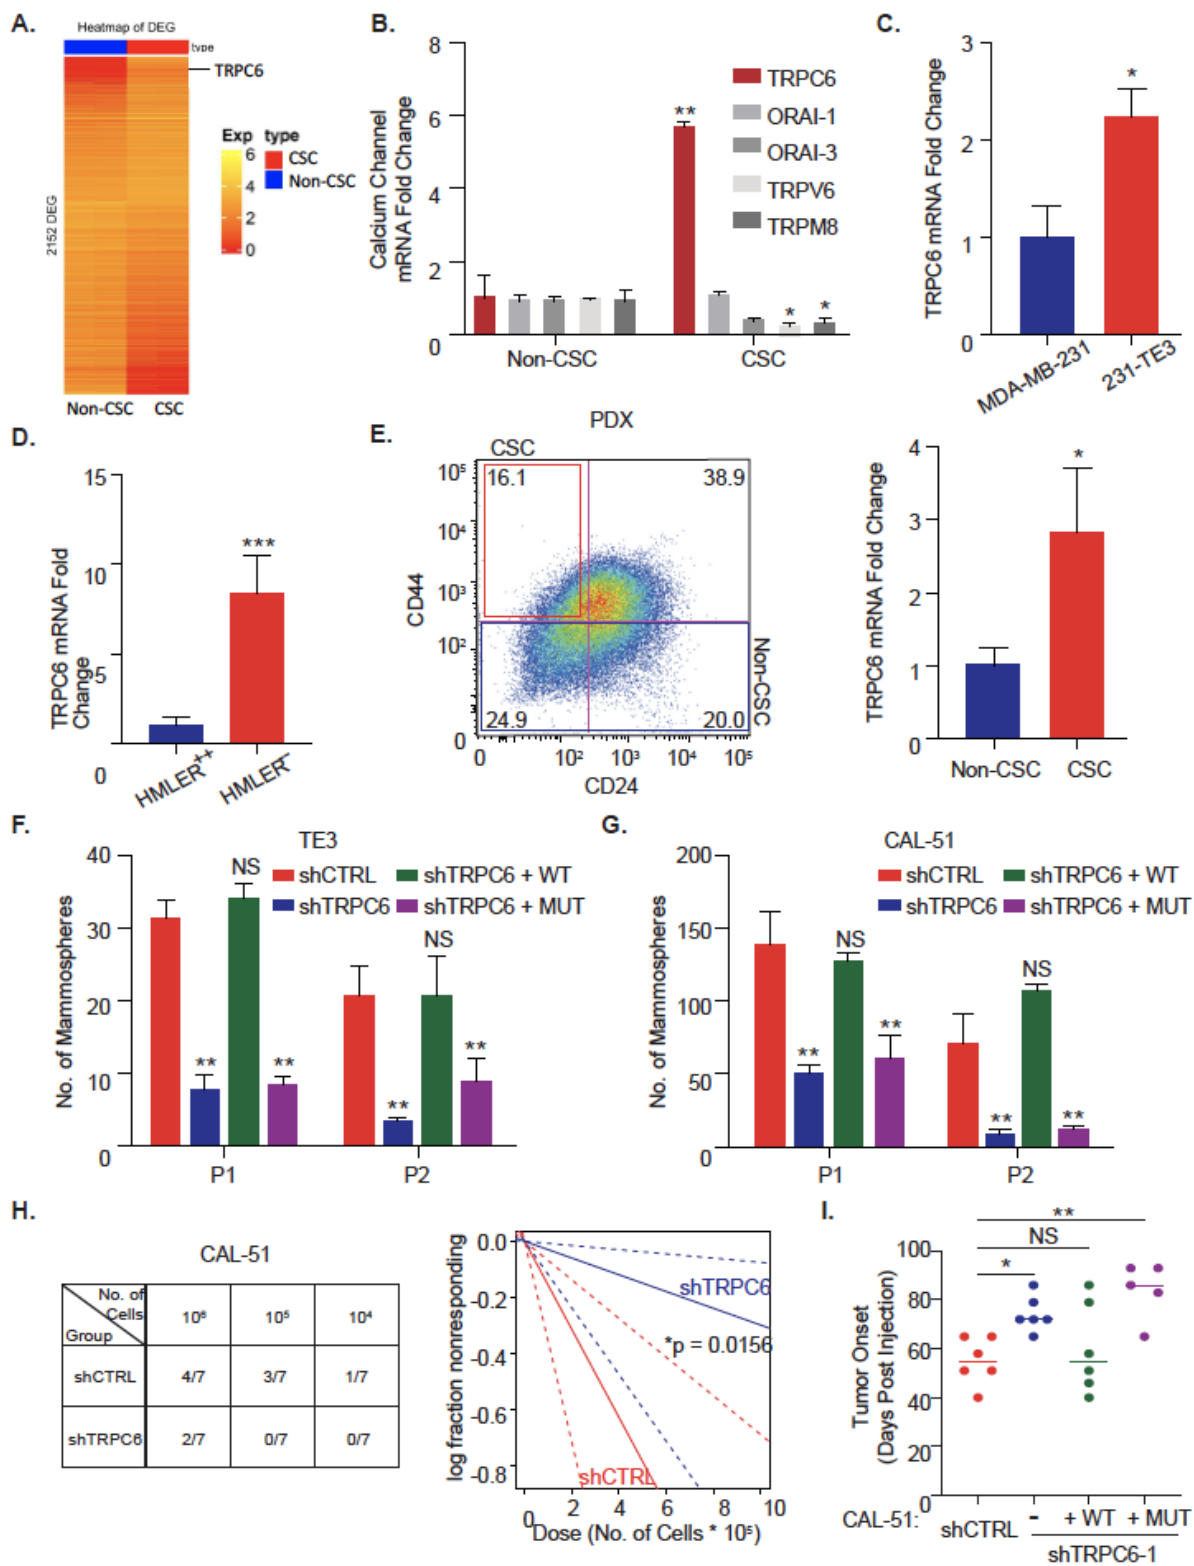 A.
Heatmap of DEG
type
TRPC6
Exp type
6
4
2
0
CSC
Non-CSC
2152 DEG
Non-CSC CSC
B.
Calcium Channel
mRNA Fold Change
8
6
4
2
0
**
*
*
TRPC6
ORAI-1
ORAI-3
TRPV6
TRPM8
Non-CSC
CSC
C.
TRPC6 mRNA Fold Change
3
2
1
0
*
MDA-MB-231
231-TE3
D.
TRPC6 mRNA Fold
Change
15
10
5
0
***
HMLER++
HMLER-
E.
PDX
CSC
16.1
38.9
24.9
20.0
Non-CSC
CD44
10⁵
10⁴
10³
10²
0
0
10²
10³
10⁴
10⁵
CD24
TRPC6 mRNA Fold Change
4
3
2
1
0
*
Non-CSC
CSC
F.
TE3
No. of Mammospheres
40
30
20
10
0
shCTRL
shTRPC6 + WT
shTRPC6
shTRPC6 + MUT
**
NS
**
**
NS
**
P1
P2
G.
CAL-51
No. of Mammospheres
200
150
100
50
0
shCTRL
shTRPC6 + WT
shTRPC6
shTRPC6 + MUT
**
NS
**
**
NS
**
P1
P2
H.
CAL-51
No. of
Cells
Group
10⁶ 10⁵ 10⁴
shCTRL 4/7 3/7 1/7
shTRPC6 2/7 0/7 0/7
log fraction nonresponding
0.0
-0.2
-0.4
-0.6
-0.8
shTRPC6
*p = 0.0156
shCTRL
0 2 4 6 8 10
Dose (No. of Cells * 10⁵)
I.
Tumor Onset
(Days Post Injection)
100
80
60
40
20
0
**
NS
*
CAL-51: shCTRL - + WT + MUT
shTRPC6-1